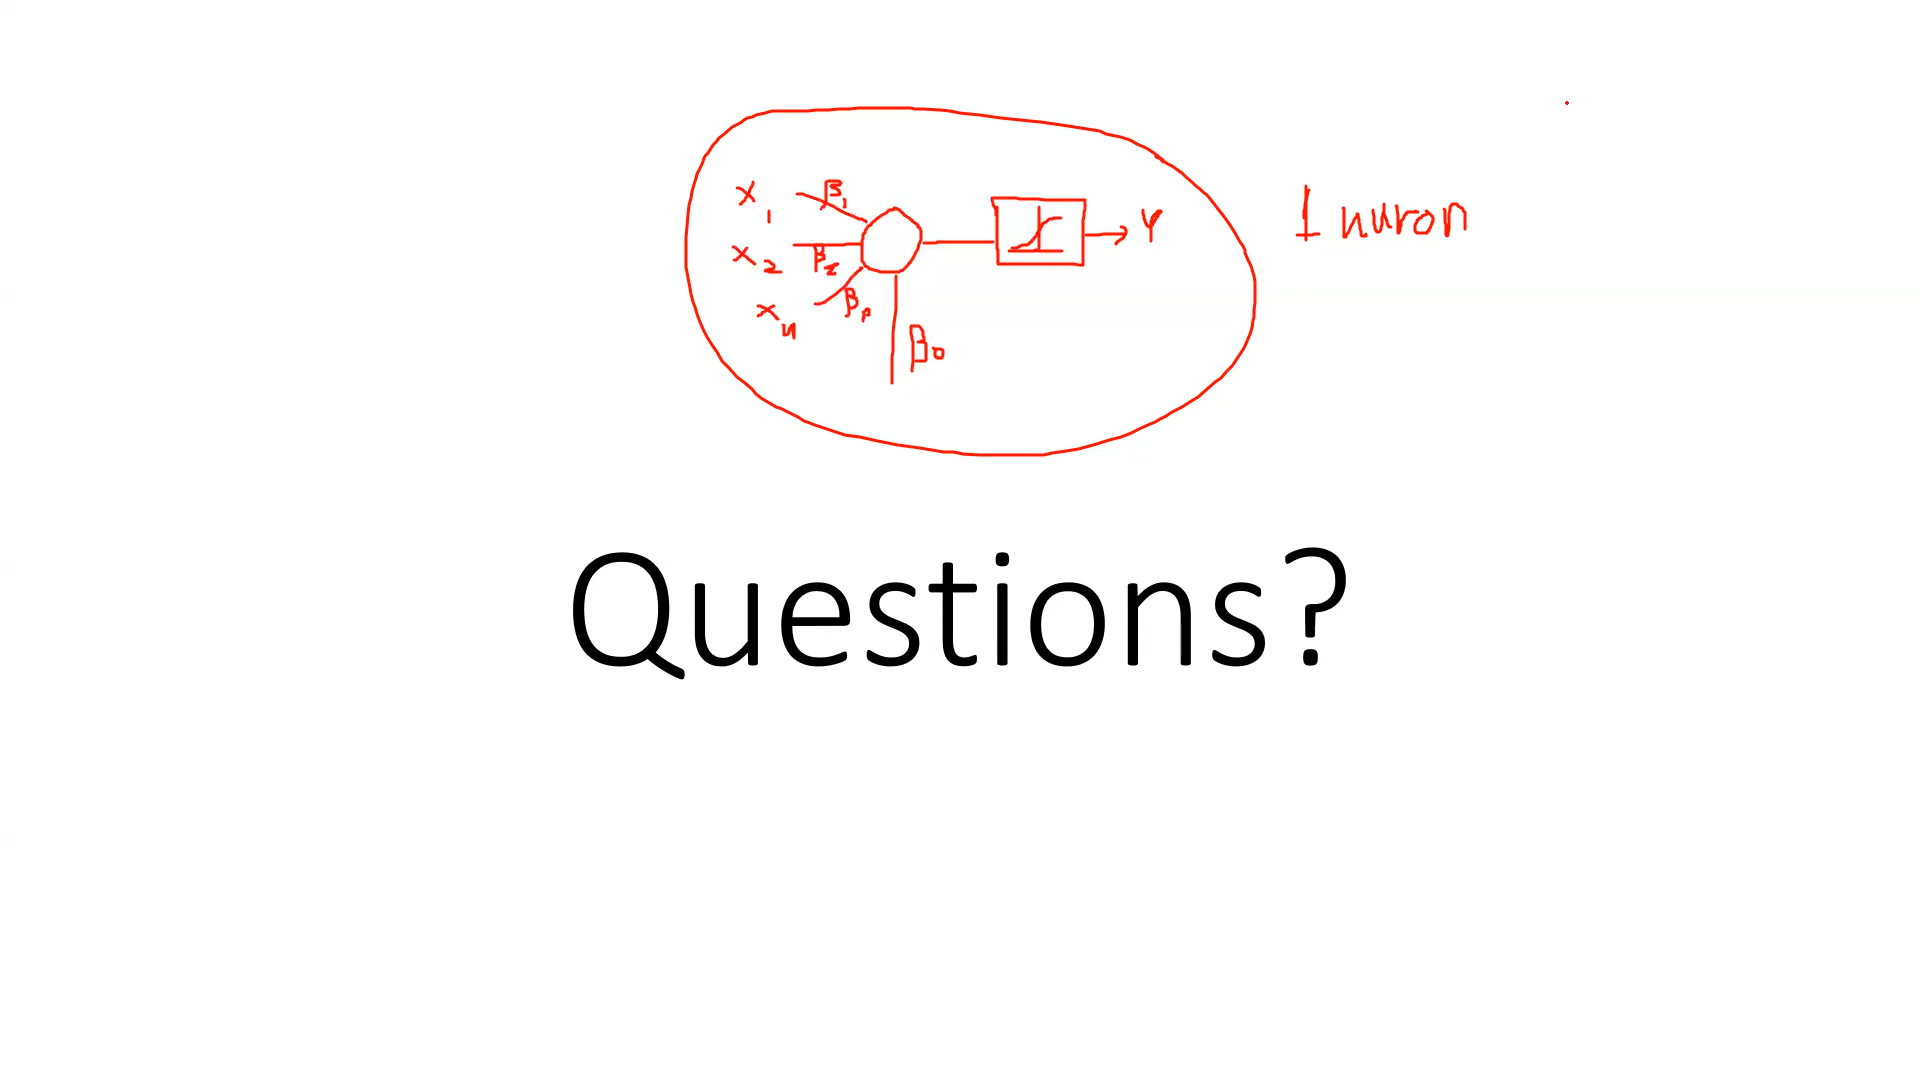 x₁ β₁
x₂ β₂ Y
xₙ βₚ
β₀
1 nuron
Questions?